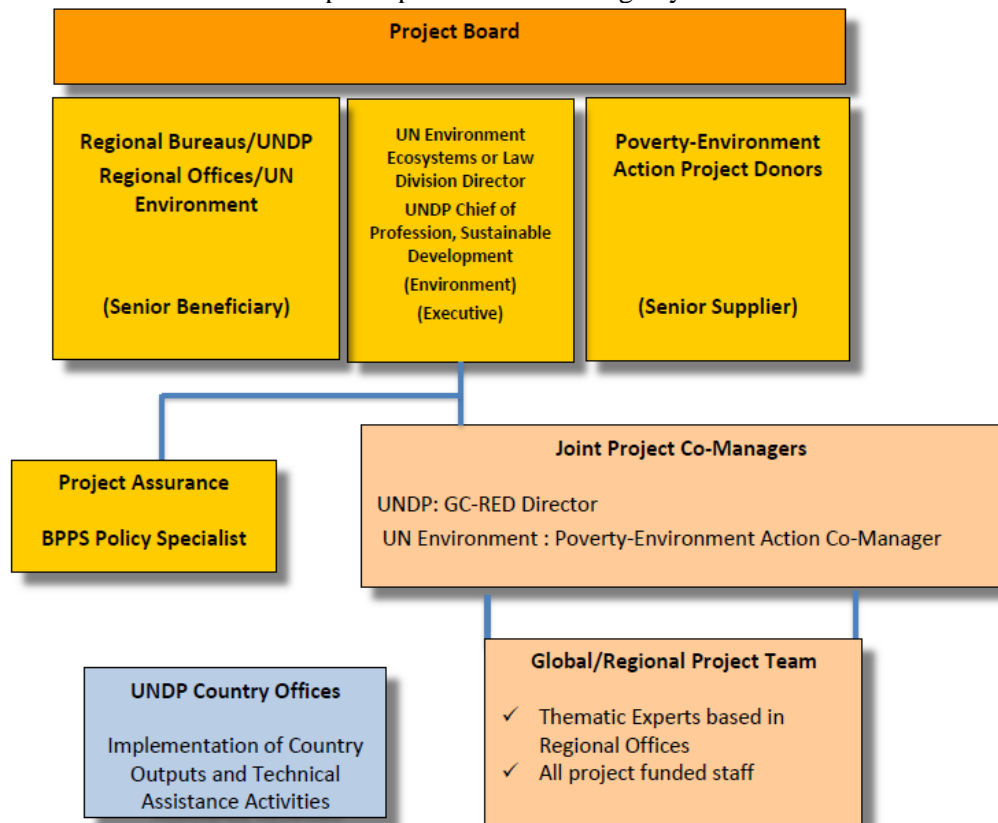 Project Board
Regional Bureaus/UNDP
Regional Offices/UN
Environment
(Senior Beneficiary)
UN Environment
Ecosystems or Law
Division Director
UNDP Chief of
Profession, Sustainable
Development
(Environment)
(Executive)
Poverty-Environment
Action Project Donors
(Senior Supplier)
Project Assurance
BPPS Policy Specialist
Joint Project Co-Managers
UNDP: GC-RED Director
UN Environment : Poverty-Environment Action Co-Manager
UNDP Country Offices
Implementation of Country
Outputs and Technical
Assistance Activities
Global/Regional Project Team
✓ Thematic Experts based in
Regional Offices
✓ All project funded staff